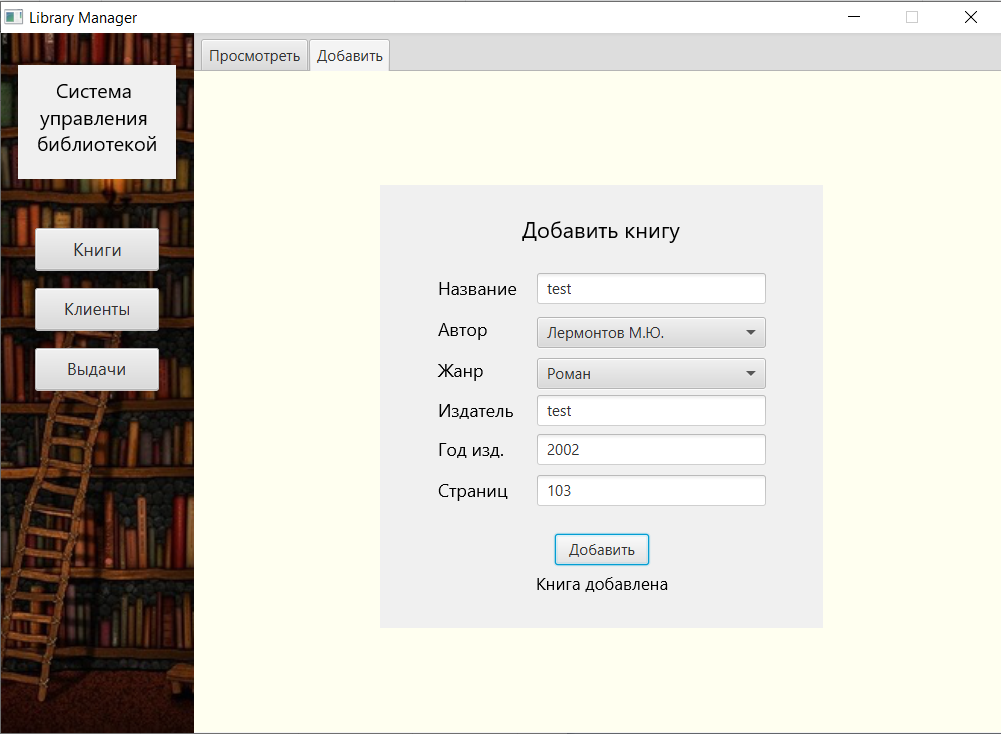 Library Manager
Просмотреть
Добавить
Система
управления
библиотекой
Книги
Клиенты
Выдачи
Добавить книгу
Название test
Автор Лермонтов М.Ю.
Жанр Роман
Издатель test
Год изд. 2002
Страниц 103
Добавить
Книга добавлена